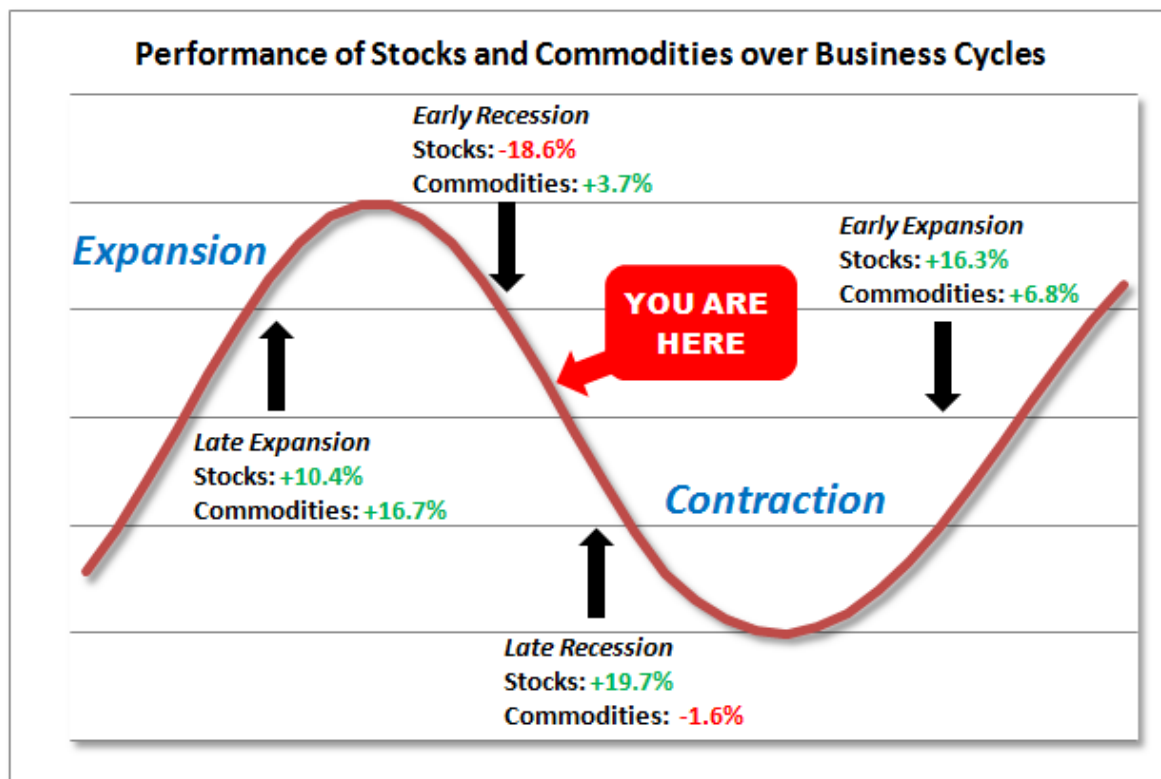 Performance of Stocks and Commodities over Business Cycles
Early Recession
Stocks: -18.6%
Commodities: +3.7%
Expansion
Early Expansion
Stocks: +16.3%
Commodities: +6.8%
YOU ARE
HERE
Late Expansion
Stocks: +10.4%
Commodities: +16.7%
Contraction
Late Recession
Stocks: +19.7%
Commodities: -1.6%